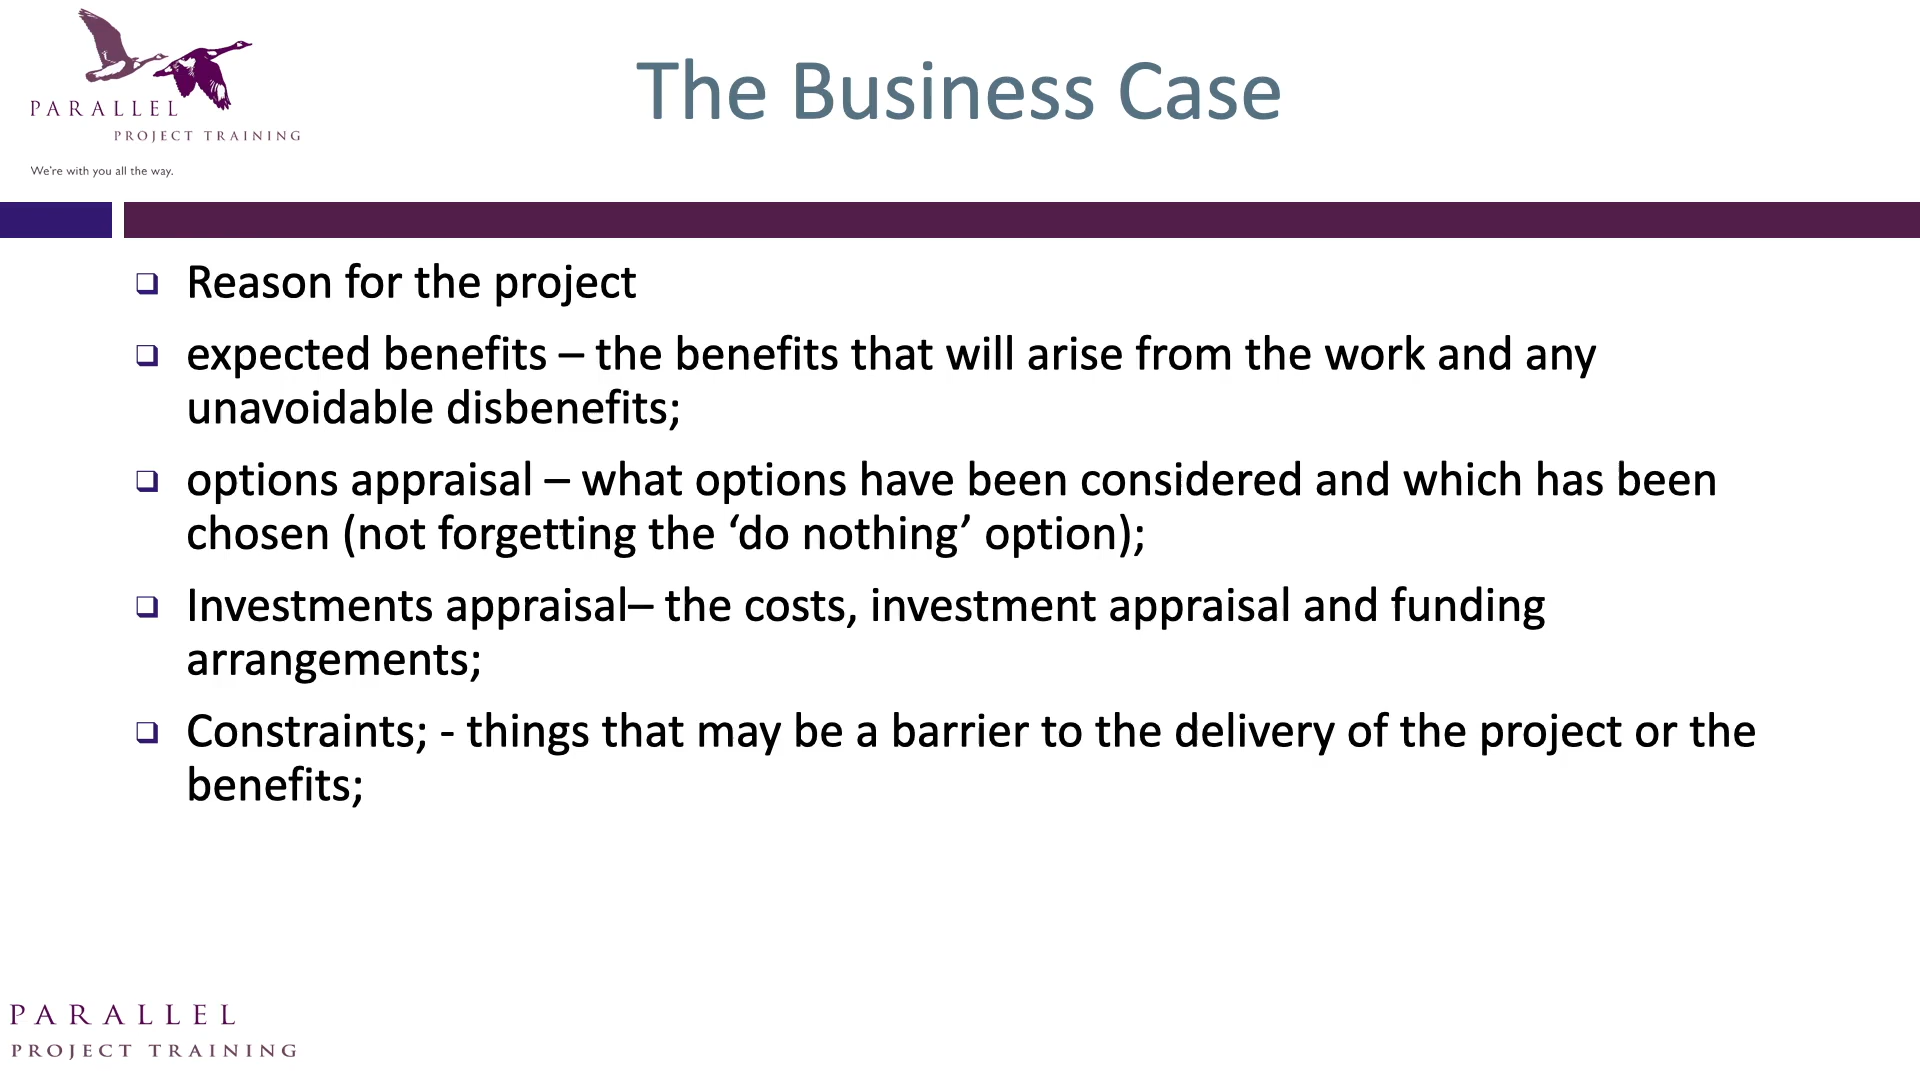 PARALLEL
PROJECT TRAINING
We're with you all the way.
The Business Case
Reason for the project
expected benefits – the benefits that will arise from the work and any
unavoidable disbenefits;
options appraisal – what options have been considered and which has been
chosen (not forgetting the ‘do nothing’ option);
Investments appraisal– the costs, investment appraisal and funding
arrangements;
Constraints; - things that may be a barrier to the delivery of the project or the
benefits;
PARALLEL
PROJECT TRAINING